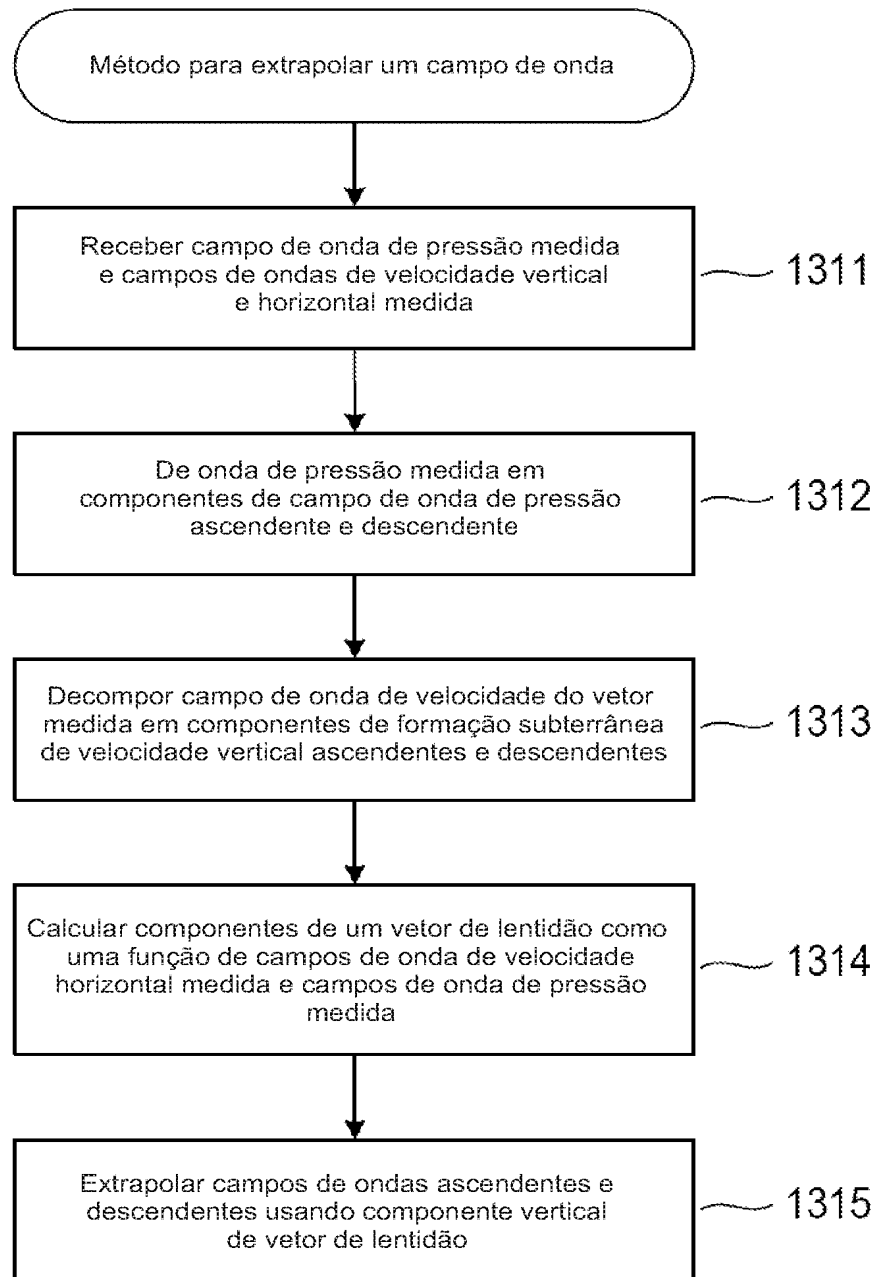 Método para extrapolar um campo de onda
Receber campo de onda de pressão medida
e campos de ondas de velocidade vertical
e horizontal medida
1311
De onda de pressão medida em
componentes de campo de onda de pressão
ascendente e descendente
1312
Decompor campo de onda de velocidade do vetor
medida em componentes de formação subterrânea
de velocidade vertical ascendentes e descendentes
1313
Calcular componentes de um vetor de lentidão como
uma função de campos de onda de velocidade
horizontal medida e campos de onda de pressão
medida
1314
Extrapolar campos de ondas ascendentes e
descendentes usando componente vertical
de vetor de lentidão
1315